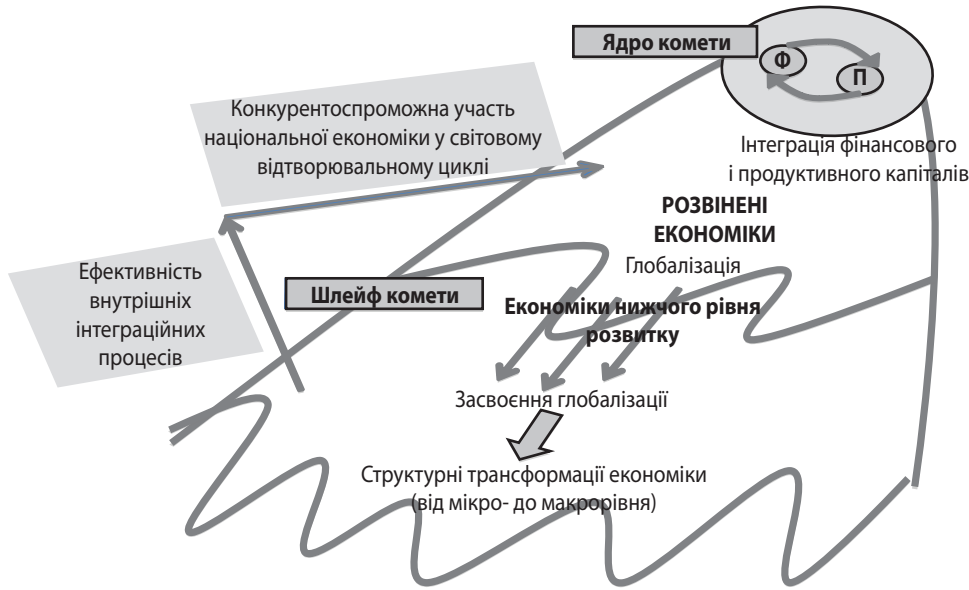 Ядро комети
Ф
П
Конкурентоспроможна участь
національної економіки у світовому
відтворювальному циклі
Інтеграція фінансового
і продуктивного капіталів
РОЗВІНЕНІ
ЕКОНОМІКИ
Глобалізація
Ефективність
внутрішніх
інтеграційних
процесів
Шлейф комети
Економіки нижчого рівня
розвитку
Засвоєння глобалізації
Структурні трансформації економіки
(від мікро- до макрорівня)